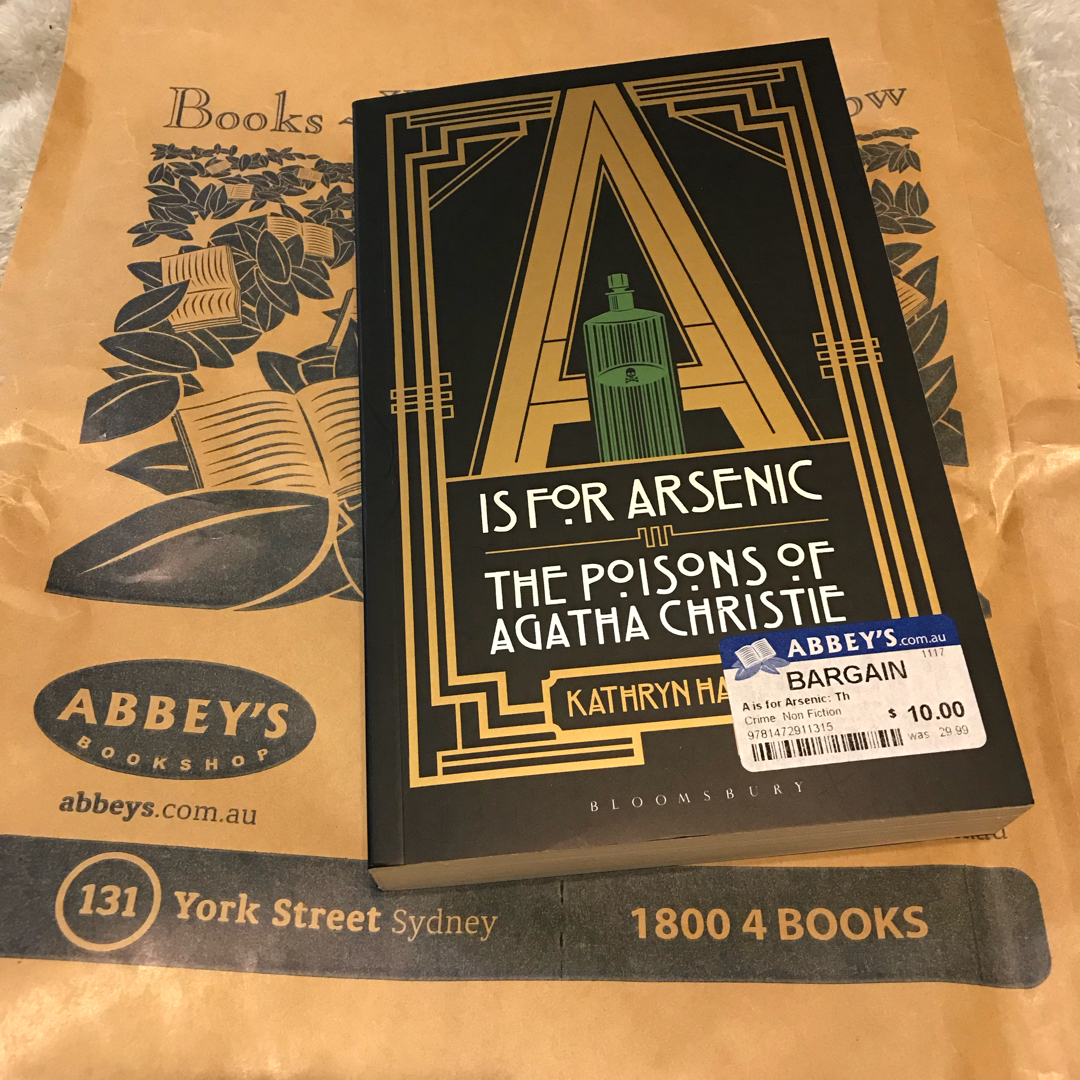 Books
ow
A
IS FOR ARSENIC
THE POISONS OF
AGATHA CHRISTIE
KATHRYN HA
ABBEY'S.com.au
1117
BARGAIN
A is for Arsenic: Th
Crime Non Fiction
$ 10.00
9781472911315
was 29.99
BLOOMSBURY
ABBEY'S
BOOKSHOP
abbeys.com.au
131 York Street Sydney
1800 4 BOOKS